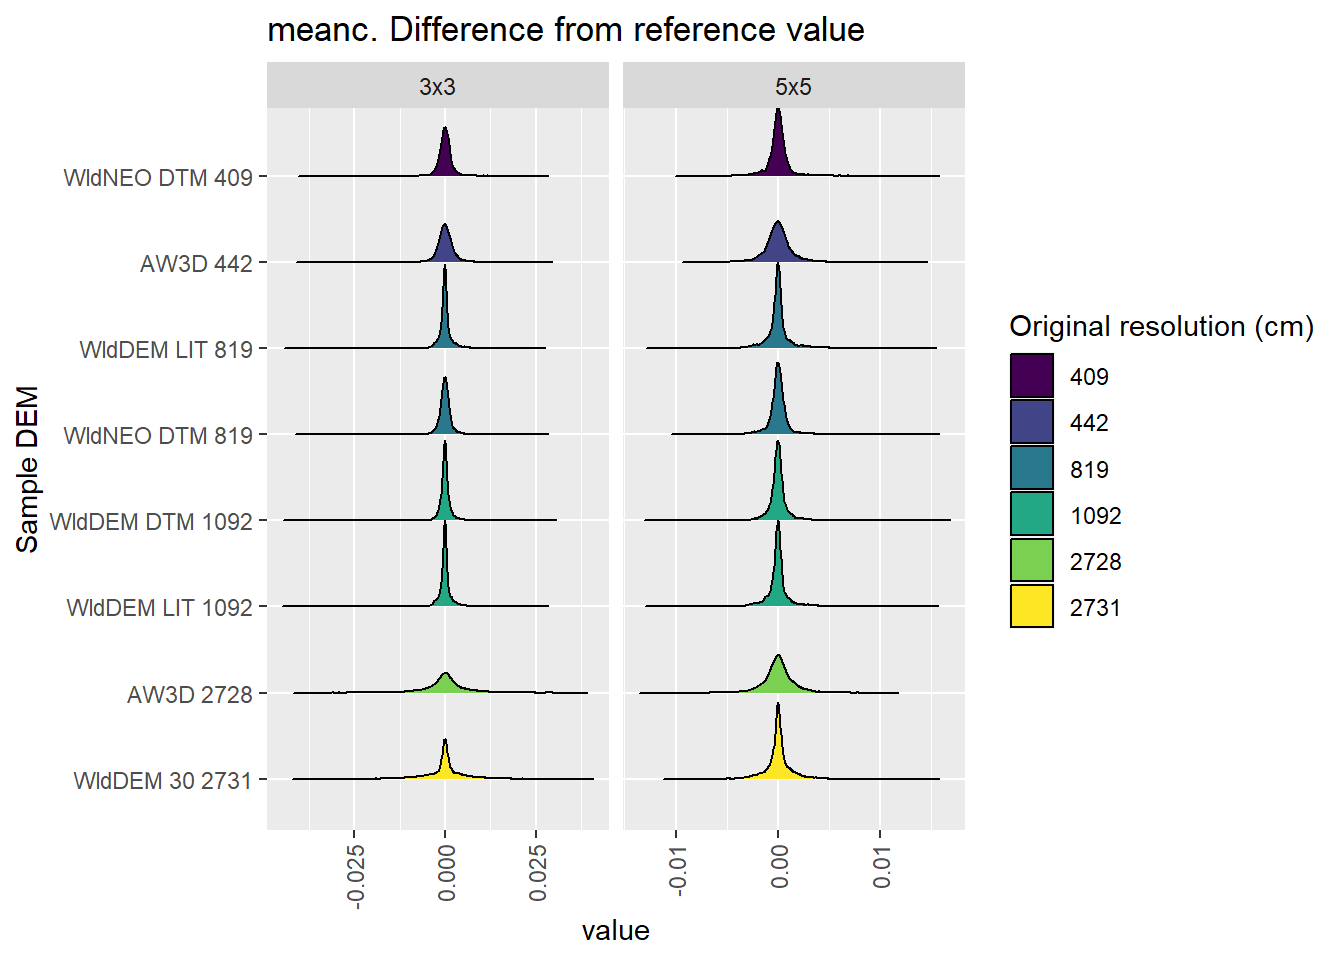 meanc. Difference from reference value
3x3
5x5
WldNEO DTM 409
AW3D 442
WldDEM LIT 819
WldNEO DTM 819
WldDEM DTM 1092
WldDEM LIT 1092
AW3D 2728
WldDEM 30 2731
Sample DEM
-0.025
0.000
0.025
-0.01
0.00
0.01
value
Original resolution (cm)
409
442
819
1092
2728
2731